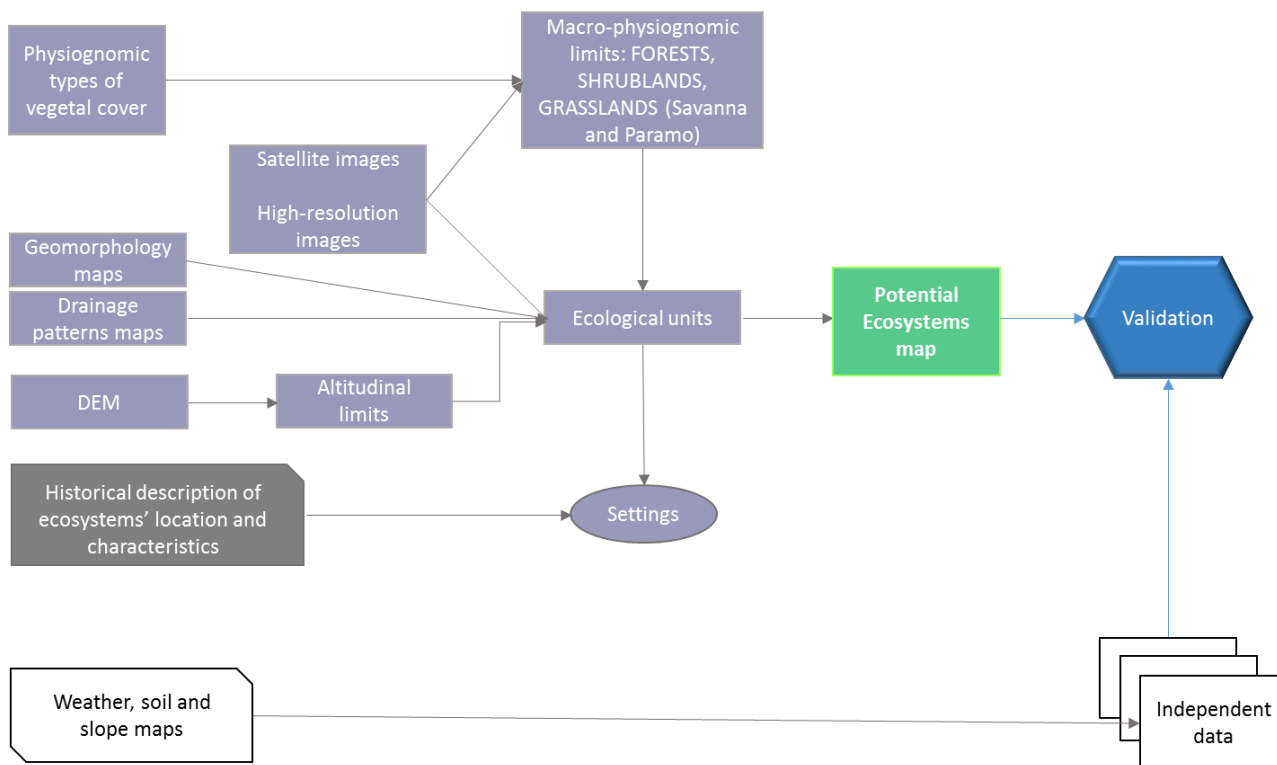 Physiognomic
types of
vegetal cover
Macro-physiognomic
limits: FORESTS,
SHRUBLANDS,
GRASSLANDS (Savanna
and Paramo)
Satellite images
High-resolution
images
Geomorphology
maps
Drainage
patterns maps
Ecological units
Potential
Ecosystems
map
Validation
DEM
Altitudinal
limits
Historical description of
ecosystems’ location and
characteristics
Settings
Weather, soil and
slope maps
Independent
data